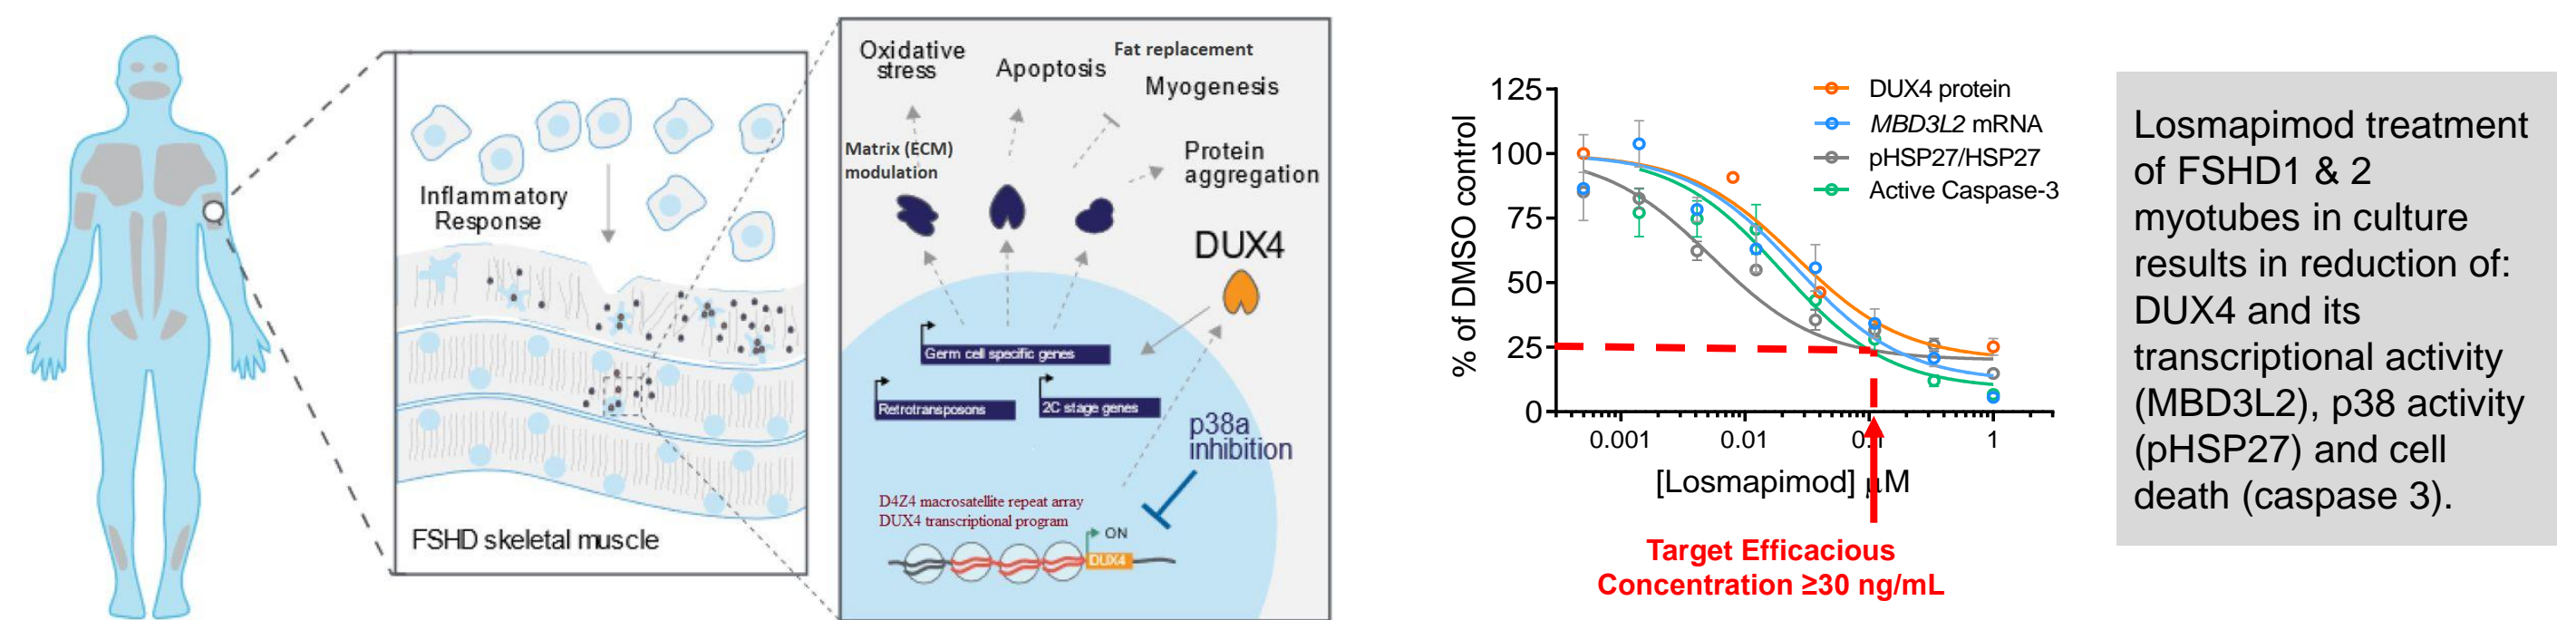 Inflammatory
Response
FSHD skeletal muscle
Oxidative
stress
Apoptosis
Fat replacement
Myogenesis
Matrix (ECM)
modulation
Protein
aggregation
DUX4
Germ cell specific genes
Retrotransposons
2C stage genes
p38a
inhibition
D4Z4 macrosatellite repeat array
DUX4 transcriptional program
ON
DUX4
% of DMSO control
125
100
75
50
25
0
0.001
0.01
0.1
1
[Losmapimod] µM
DUX4 protein
MBD3L2 mRNA
pHSP27/HSP27
Active Caspase-3
Target Efficacious
Concentration ≥30 ng/mL
Losmapimod treatment
of FSHD1 & 2
myotubes in culture
results in reduction of:
DUX4 and its
transcriptional activity
(MBD3L2), p38 activity
(pHSP27) and cell
death (caspase 3).